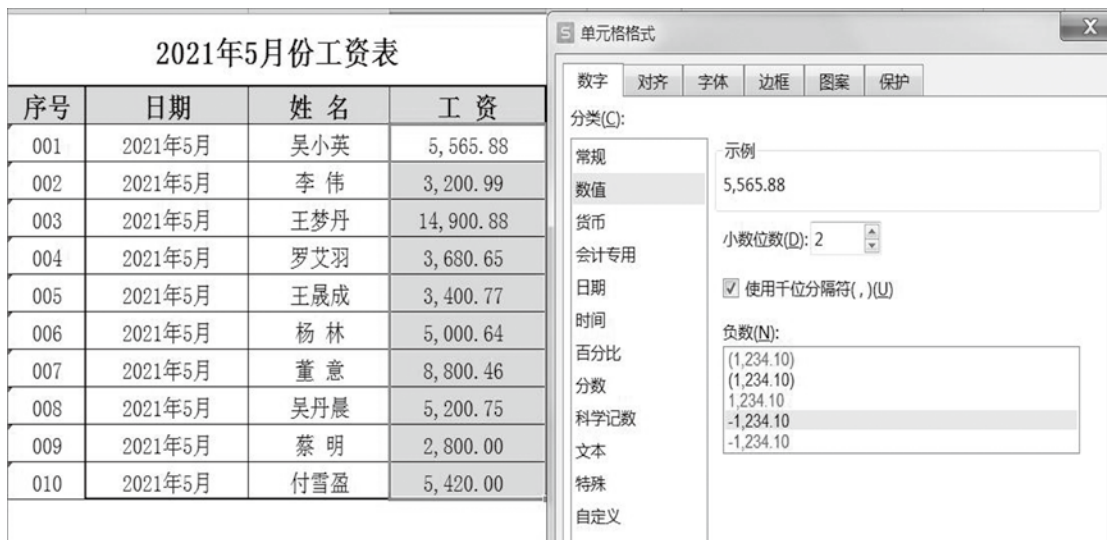 2021年5月份工资表
序号 日期 姓 名 工 资
001 2021年5月 吴小英 5,565.88
002 2021年5月 李 伟 3,200.99
003 2021年5月 王梦丹 14,900.88
004 2021年5月 罗艾羽 3,680.65
005 2021年5月 王晟成 3,400.77
006 2021年5月 杨 林 5,000.64
007 2021年5月 董 意 8,800.46
008 2021年5月 吴丹晨 5,200.75
009 2021年5月 蔡 明 2,800.00
010 2021年5月 付雪盈 5,420.00
S 单元格格式 X
数字 对齐 字体 边框 图案 保护
分类(C):
常规
数值
货币
会计专用
日期
时间
百分比
分数
科学记数
文本
特殊
自定义
示例
5,565.88
小数位数(D): 2
使用千位分隔符(,)(U)
负数(N):
(1,234.10)
(1,234.10)
1,234.10
-1,234.10
-1,234.10